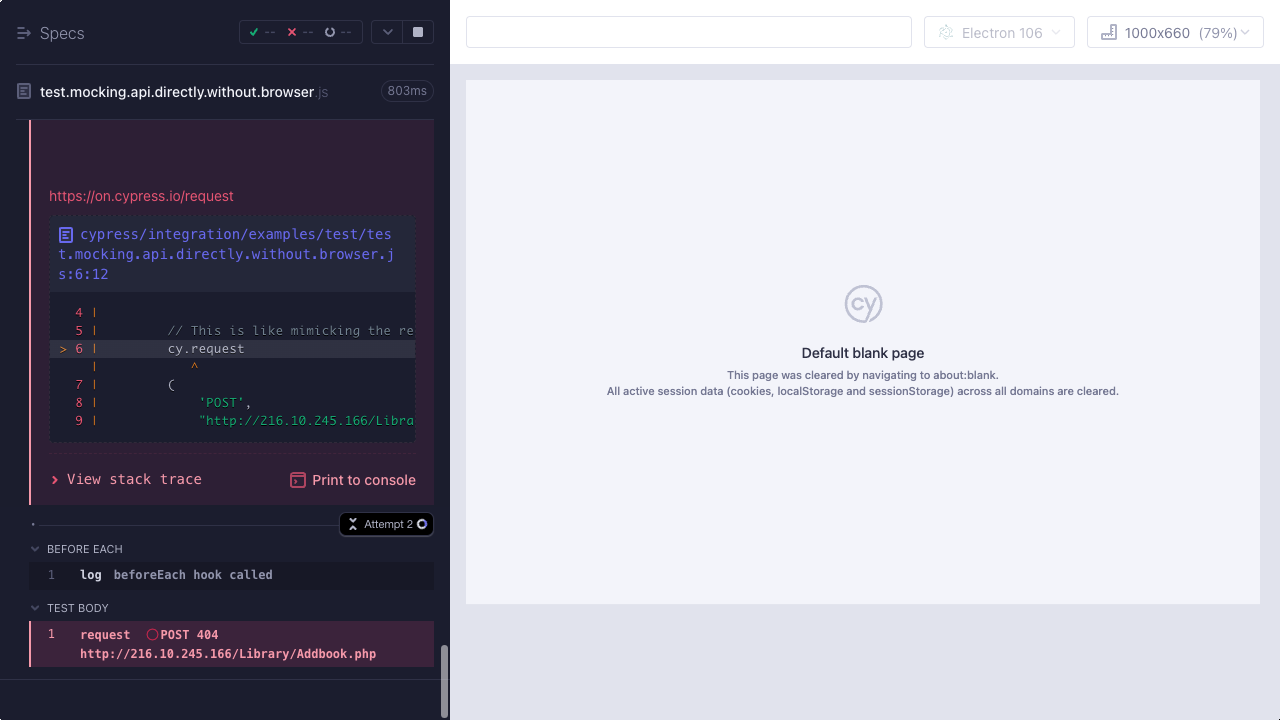 Specs
--
--
--
Electron 106
1000x660 (79%)
test.mocking.api.directly.without.browser.js
803ms
https://on.cypress.io/request
cypress/integration/examples/test/tes
t.mocking.api.directly.without.browser.j
s:6:12
4 |
5 | // This is like mimicking the re
> 6 | cy.request
| ^
7 | (
8 | 'POST',
9 | "http://216.10.245.166/Libra
View stack trace
Print to console
Attempt 2
BEFORE EACH
1 log beforeEach hook called
TEST BODY
1 request POST 404
http://216.10.245.166/Library/Addbook.php
cy
Default blank page
This page was cleared by navigating to about:blank.
All active session data (cookies, localStorage and sessionStorage) across all domains are cleared.